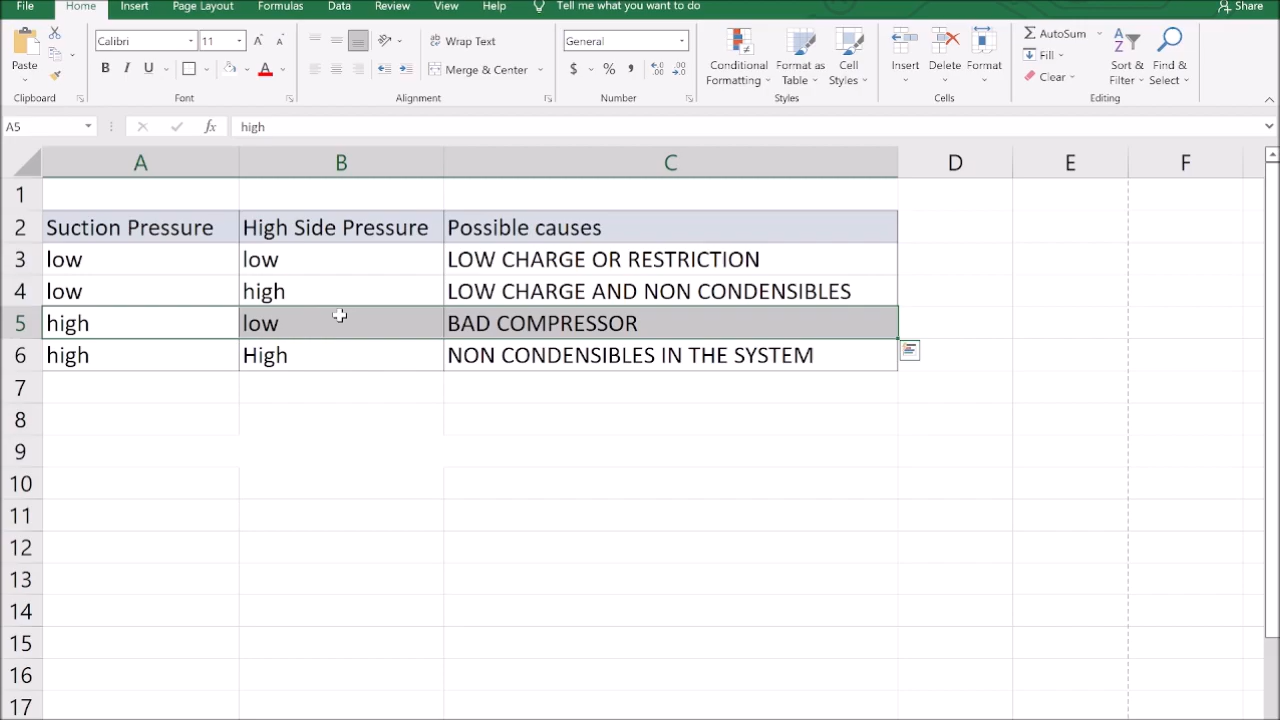 File Home Insert Page Layout Formulas Data Review View Help Tell me what you want to do Share
Calibri 11 A A Wrap Text General AutoSum
Paste Fill
B I U A Merge & Center $ % , Conditional Formatting Format as Table Cell Styles Insert Delete Format Clear Sort & Filter Find & Select
Clipboard Font Alignment Number Styles Cells Editing
A5 fx high
A B C D E F
1
2 Suction Pressure High Side Pressure Possible causes
3 low low LOW CHARGE OR RESTRICTION
4 low high LOW CHARGE AND NON CONDENSIBLES
5 high low BAD COMPRESSOR
6 high High NON CONDENSIBLES IN THE SYSTEM
7
8
9
10
11
12
13
14
15
16
17